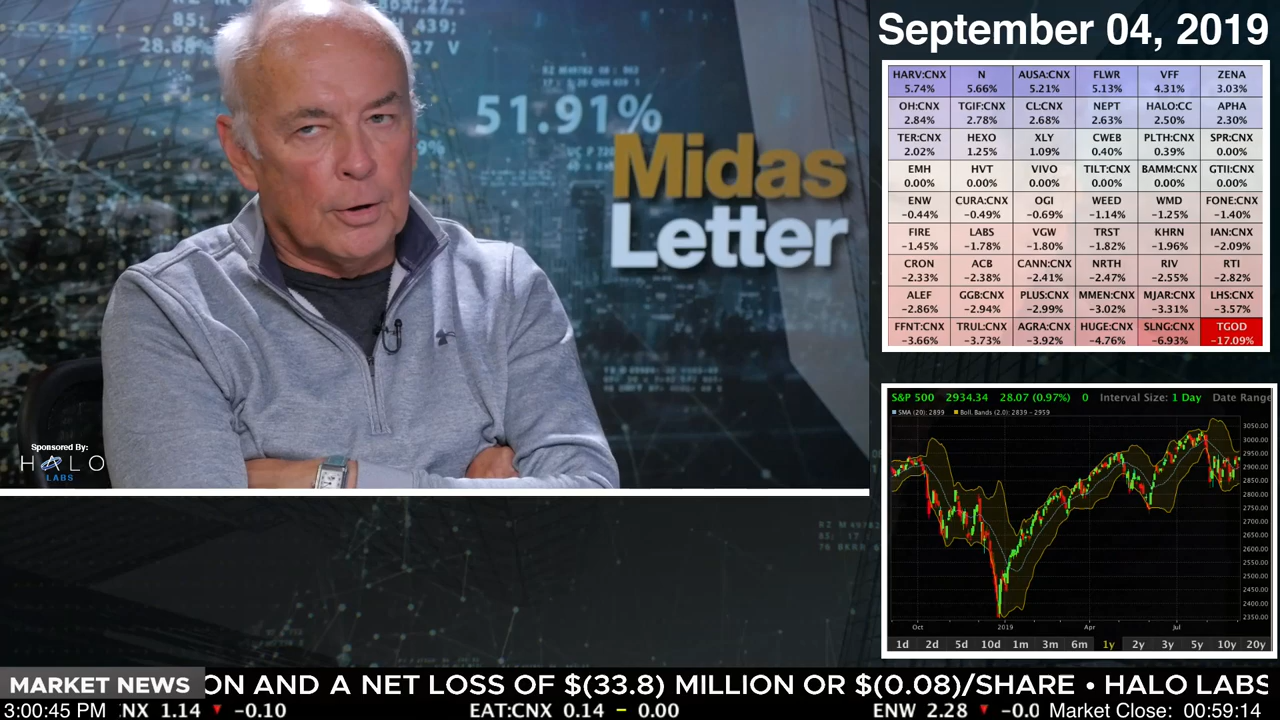 85;
439;
28.88%
27 V
51.91%
9%
Midas
Letter
Sponsored By:
HALO
LABS
September 04, 2019
HARV:CNX N AUSA:CNX FLWR VFF ZENA
5.74% 5.66% 5.21% 5.13% 4.31% 3.03%
OH:CNX TGIF:CNX CL:CNX NEPT HALO:CC APHA
2.84% 2.78% 2.68% 2.63% 2.50% 2.30%
TER:CNX HEXO XLY CWEB PLTH:CNX SPR:CNX
2.02% 1.25% 1.09% 0.40% 0.39% 0.00%
EMH HVT VIVO TILT:CNX BAMM:CNX GTII:CNX
0.00% 0.00% 0.00% 0.00% 0.00% 0.00%
ENW CURA:CNX OGI WEED WMD FONE:CNX
−0.44% −0.49% −0.69% −1.14% −1.25% −1.40%
FIRE LABS VGW TRST KHRN IAN:CNX
−1.45% −1.78% −1.80% −1.82% −1.96% −2.09%
CRON ACB CANN:CNX NRTH RIV RTI
−2.33% −2.38% −2.41% −2.47% −2.55% −2.82%
ALEF GGB:CNX PLUS:CNX MMEN:CNX MJAR:CNX LHS:CNX
−2.86% −2.94% −2.99% −3.02% −3.31% −3.57%
FFNT:CNX TRUL:CNX AGRA:CNX HUGE:CNX SLNG:CNX TGOD
−3.66% −3.73% −3.92% −4.76% −6.93% −17.09%
S&P 500 2934.34 28.07 (0.97%) 0 Interval Size: 1 Day Date Range
SMA (20): 2899 Boll. Bands (2.0): 2839 - 2959
3050.00
3000.00
2950.00
2900.00
2850.00
2800.00
2750.00
2700.00
2650.00
2600.00
2550.00
2500.00
2450.00
2400.00
2350.00
Oct 2019 Apr Jul
1d 2d 5d 10d 1m 3m 6m 1y 2y 3y 5y 10y 20y
MARKET NEWS ON AND A NET LOSS OF $(33.8) MILLION OR $(0.08)/SHARE • HALO LABS
3:00:45 PM :NX 1.14 ▼ −0.10 EAT:CNX 0.14 − 0.00 ENW 2.28 ▼ −0.0 Market Close: 00:59:14